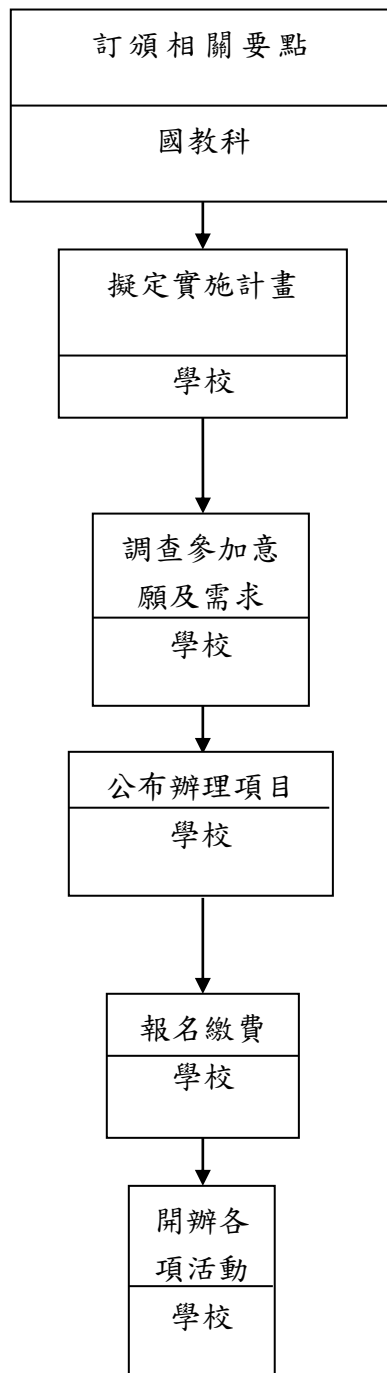 訂頒相關要點
國教科
擬定實施計畫
學校
調查參加意
願及需求
學校
公布辦理項目
學校
報名繳費
學校
開辦各
項活動
學校